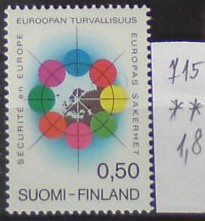 EUROOPAN TURVALLISUUS
SÉCURITÉ en EUROPE
EUROPAS SÄKERHET
0,50
SUOMI-FINLAND
715
**
1,8